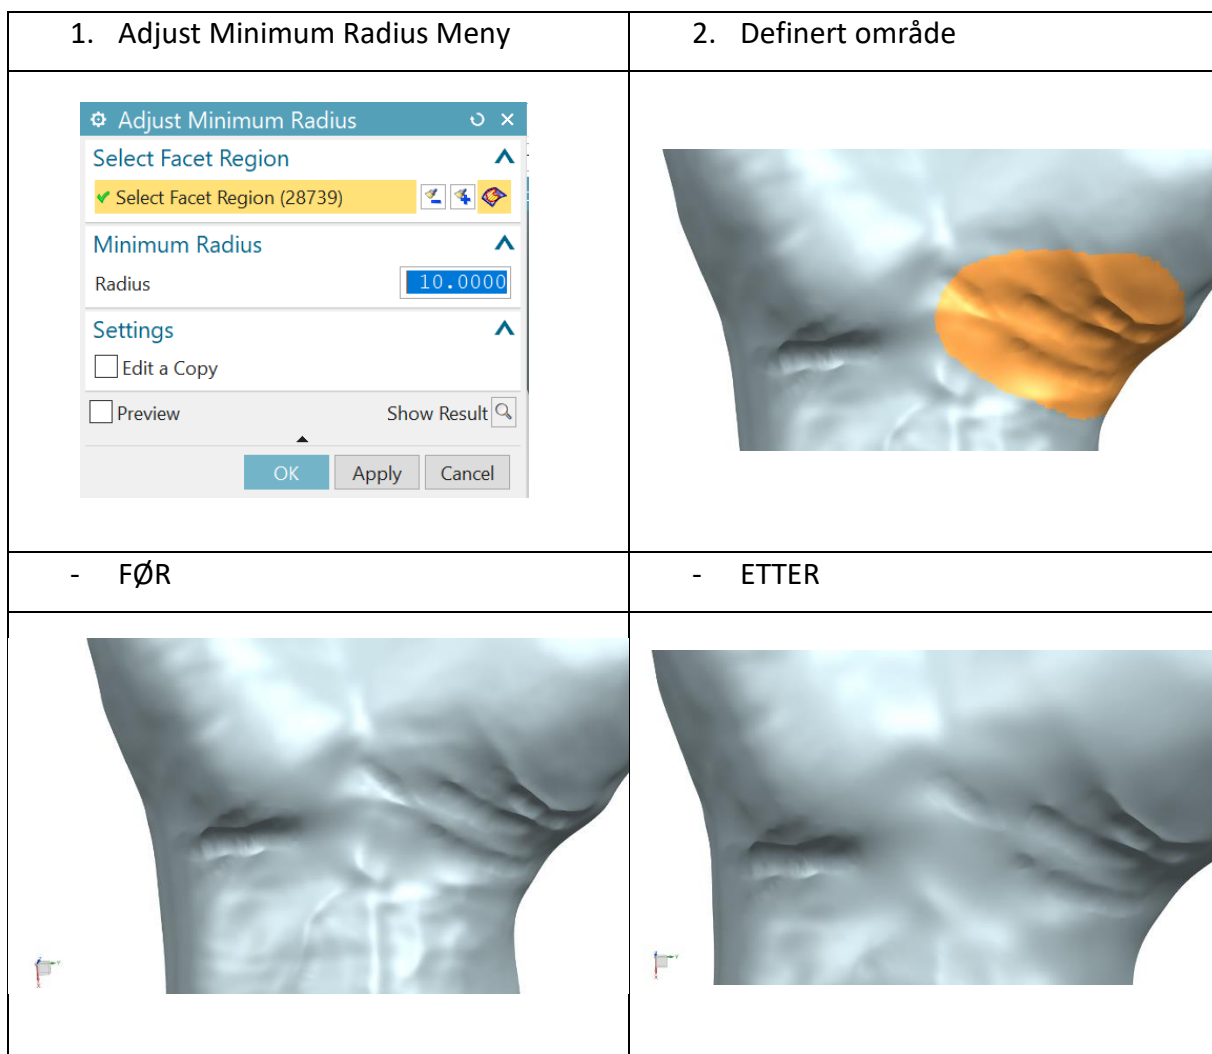 1. Adjust Minimum Radius Meny
2. Definert område
Adjust Minimum Radius
Select Facet Region
Select Facet Region (28739)
Minimum Radius
Radius 10.0000
Settings
Edit a Copy
Preview Show Result
OK Apply Cancel
- FØR
- ETTER